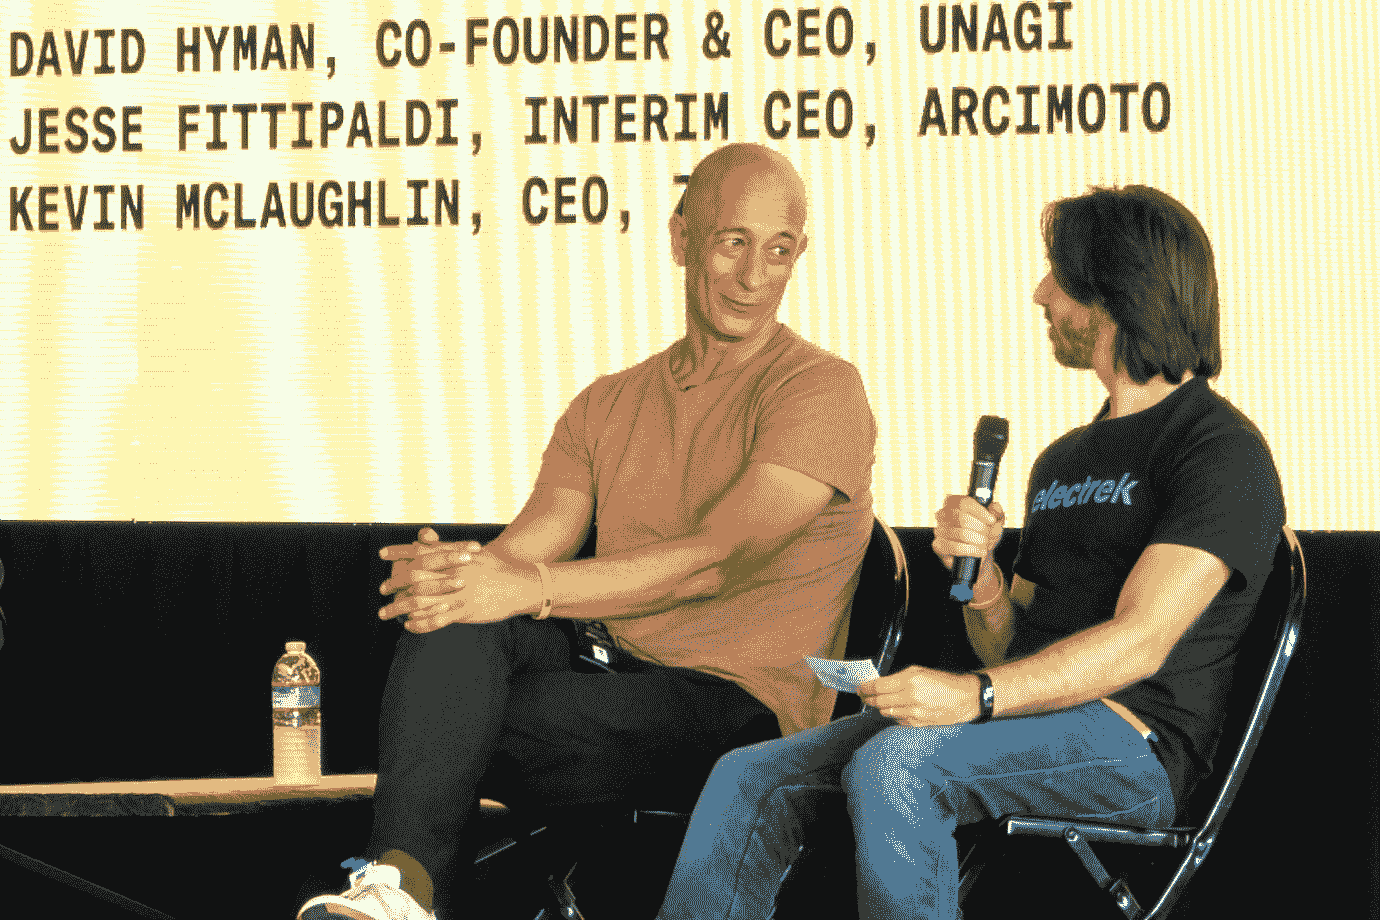 DAVID HYMAN, CO-FOUNDER & CEO, UNAGI
JESSE FITTIPALDI, INTERIM CEO, ARCIMOTO
KEVIN MCLAUGHLIN, CEO,
electrek